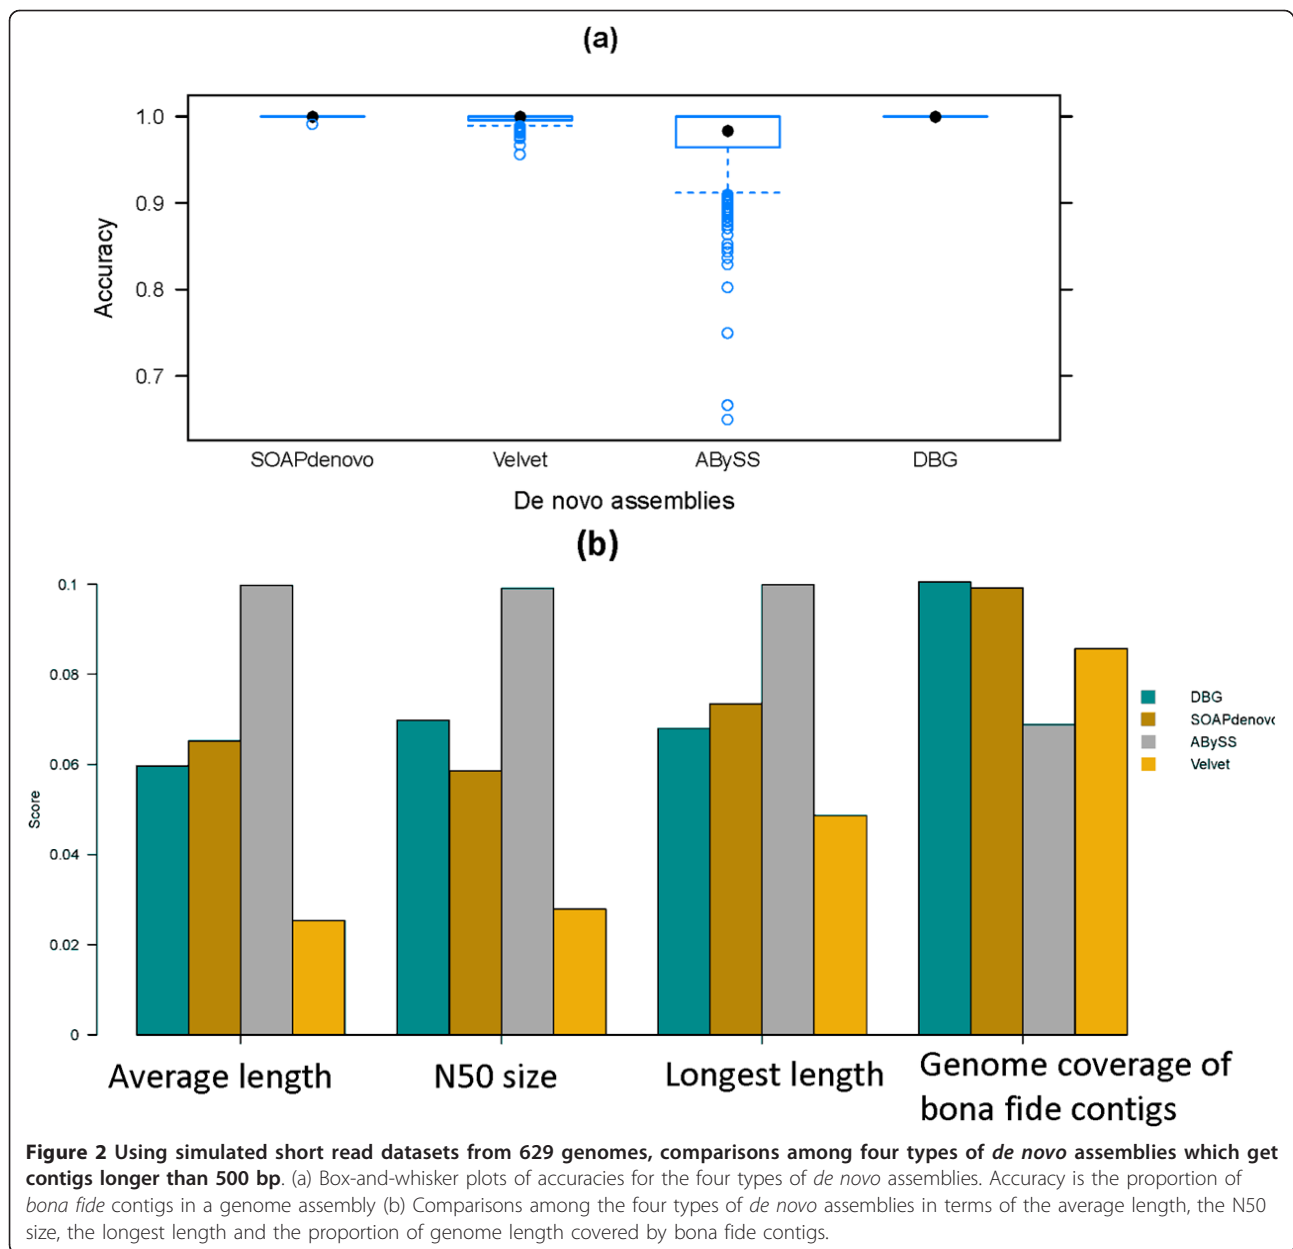 (a)
1.0
0.9
0.8
0.7
Accuracy
SOAPdenovo Velvet ABySS DBG
De novo assemblies
(b)
0.1
0.08
0.06
0.04
0.02
0
Score
DBG
SOAPdenovo
ABySS
Velvet
Average length N50 size Longest length Genome coverage of
bona fide contigs
Figure 2 Using simulated short read datasets from 629 genomes, comparisons among four types of de novo assemblies which get
contigs longer than 500 bp. (a) Box-and-whisker plots of accuracies for the four types of de novo assemblies. Accuracy is the proportion of
bona fide contigs in a genome assembly (b) Comparisons among the four types of de novo assemblies in terms of the average length, the N50
size, the longest length and the proportion of genome length covered by bona fide contigs.